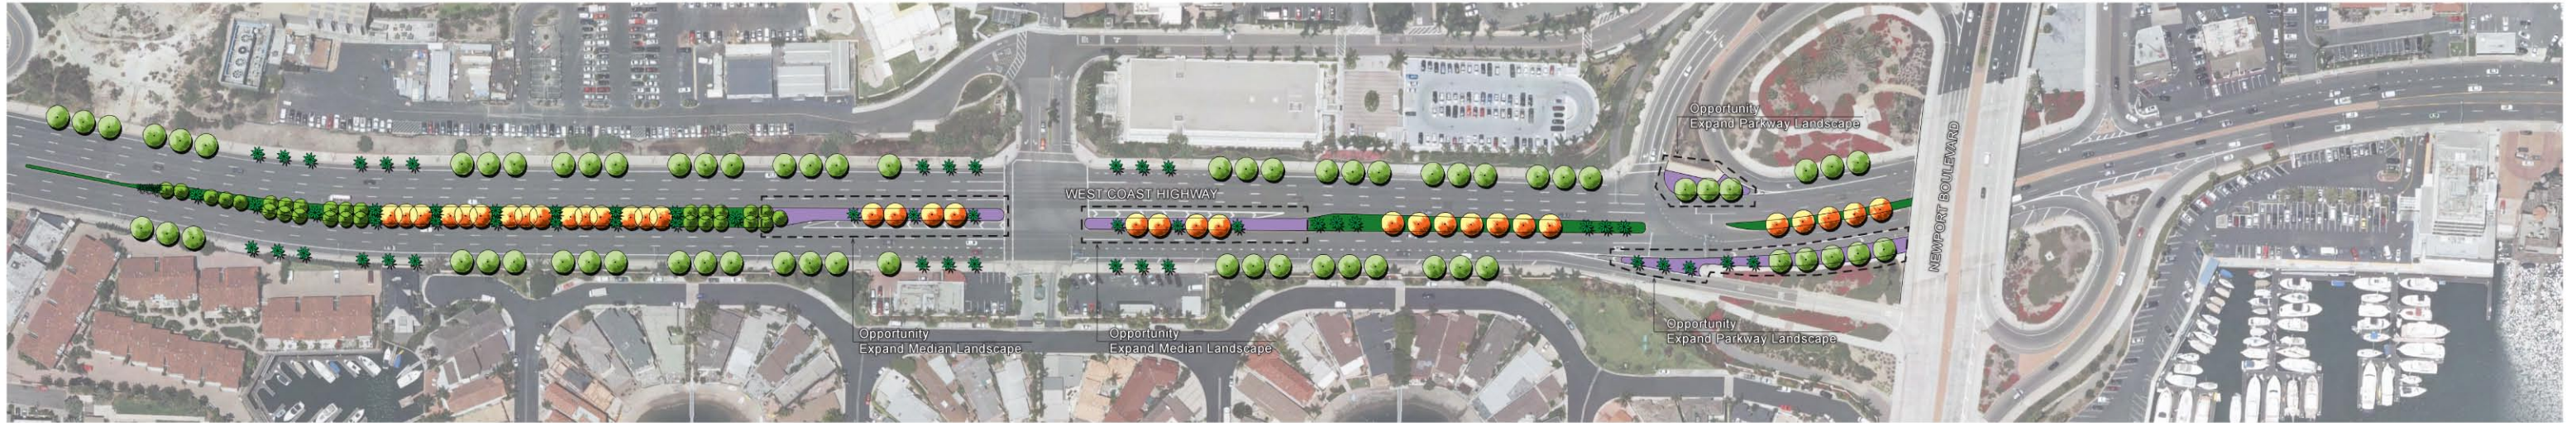 Opportunity
Expand Parkway Landscape
WEST COAST HIGHWAY
NEWPORT BOULEVARD
Opportunity
Expand Median Landscape
Opportunity
Expand Median Landscape
Opportunity
Expand Parkway Landscape